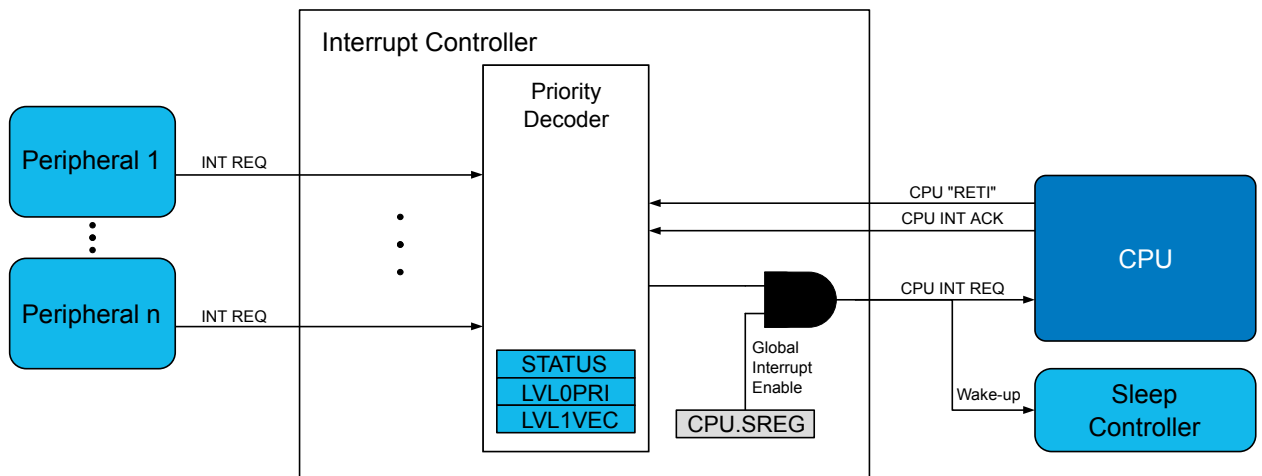 Interrupt Controller
Priority
Decoder
Peripheral 1
INT REQ
CPU "RETI"
CPU INT ACK
CPU
Peripheral n
INT REQ
CPU INT REQ
Global
Interrupt
Enable
STATUS
LVL0PRI
LVL1VEC
CPU.SREG
Wake-up
Sleep
Controller